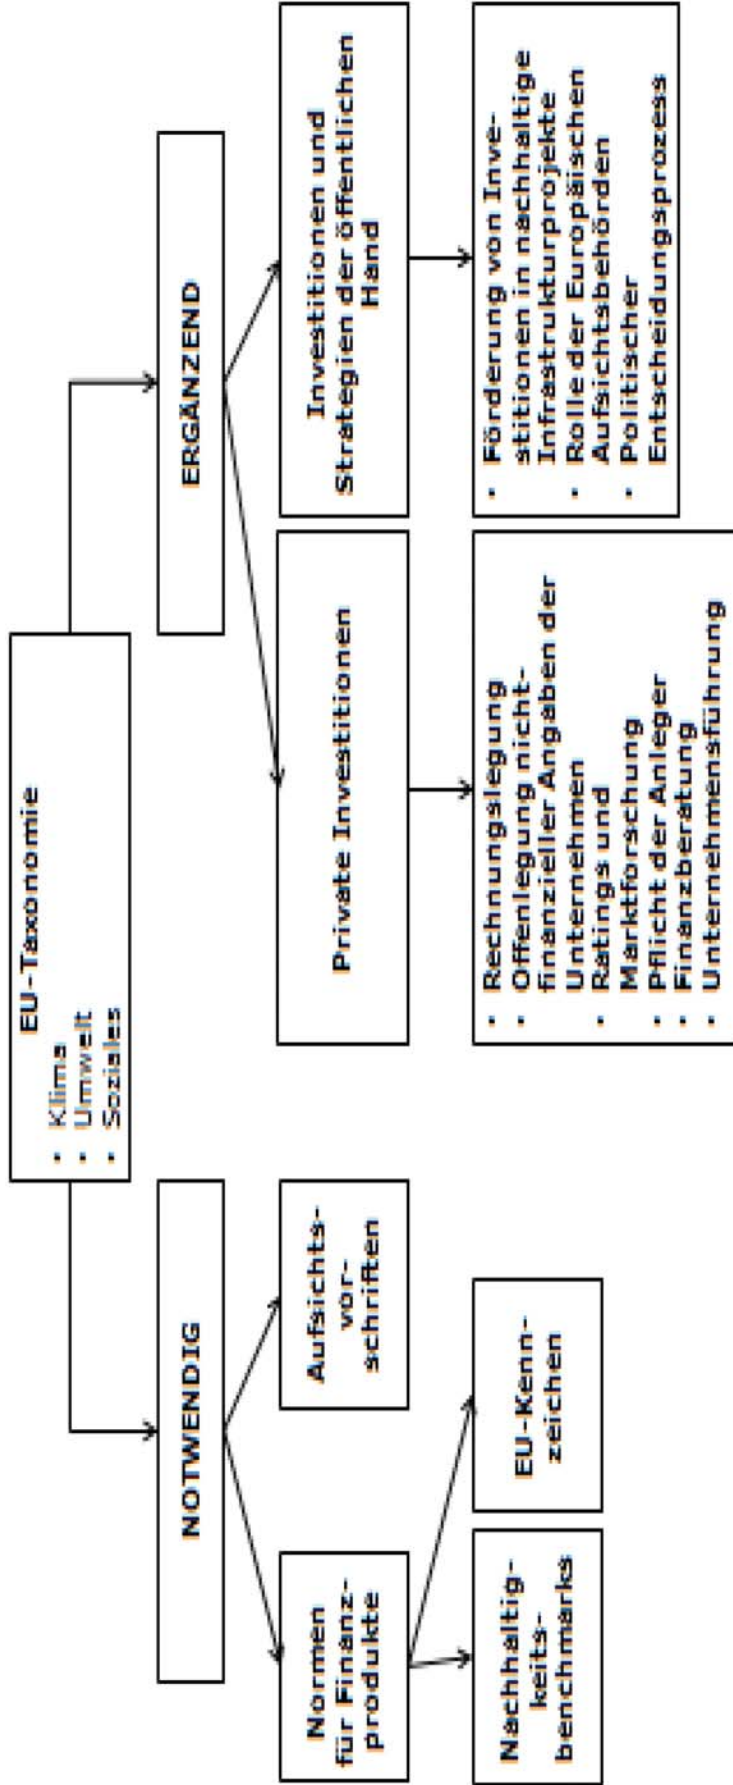 EU-Taxonomie
· Klima
· Umwelt
· Soziales
NOTWENDIG
ERGÄNZEND
Normen
für Finanz-
produkte
Aufsichts-
vor-
schriften
Private Investitionen
Investitionen und
Strategien der öffentlichen
Hand
Nachhaltig-
keits-
benchmarks
EU-Kenn-
zeichen
· Rechnungslegung
· Offenlegung nicht-
finanzieller Angaben der
Unternehmen
· Ratings und
Marktforschung
· Pflicht der Anleger
· Finanzberatung
· Unternehmensführung
· Förderung von Inve-
stitionen in nachhaltige
Infrastrukturprojekte
· Rolle der Europäischen
Aufsichtsbehörden
· Politischer
Entscheidungsprozess